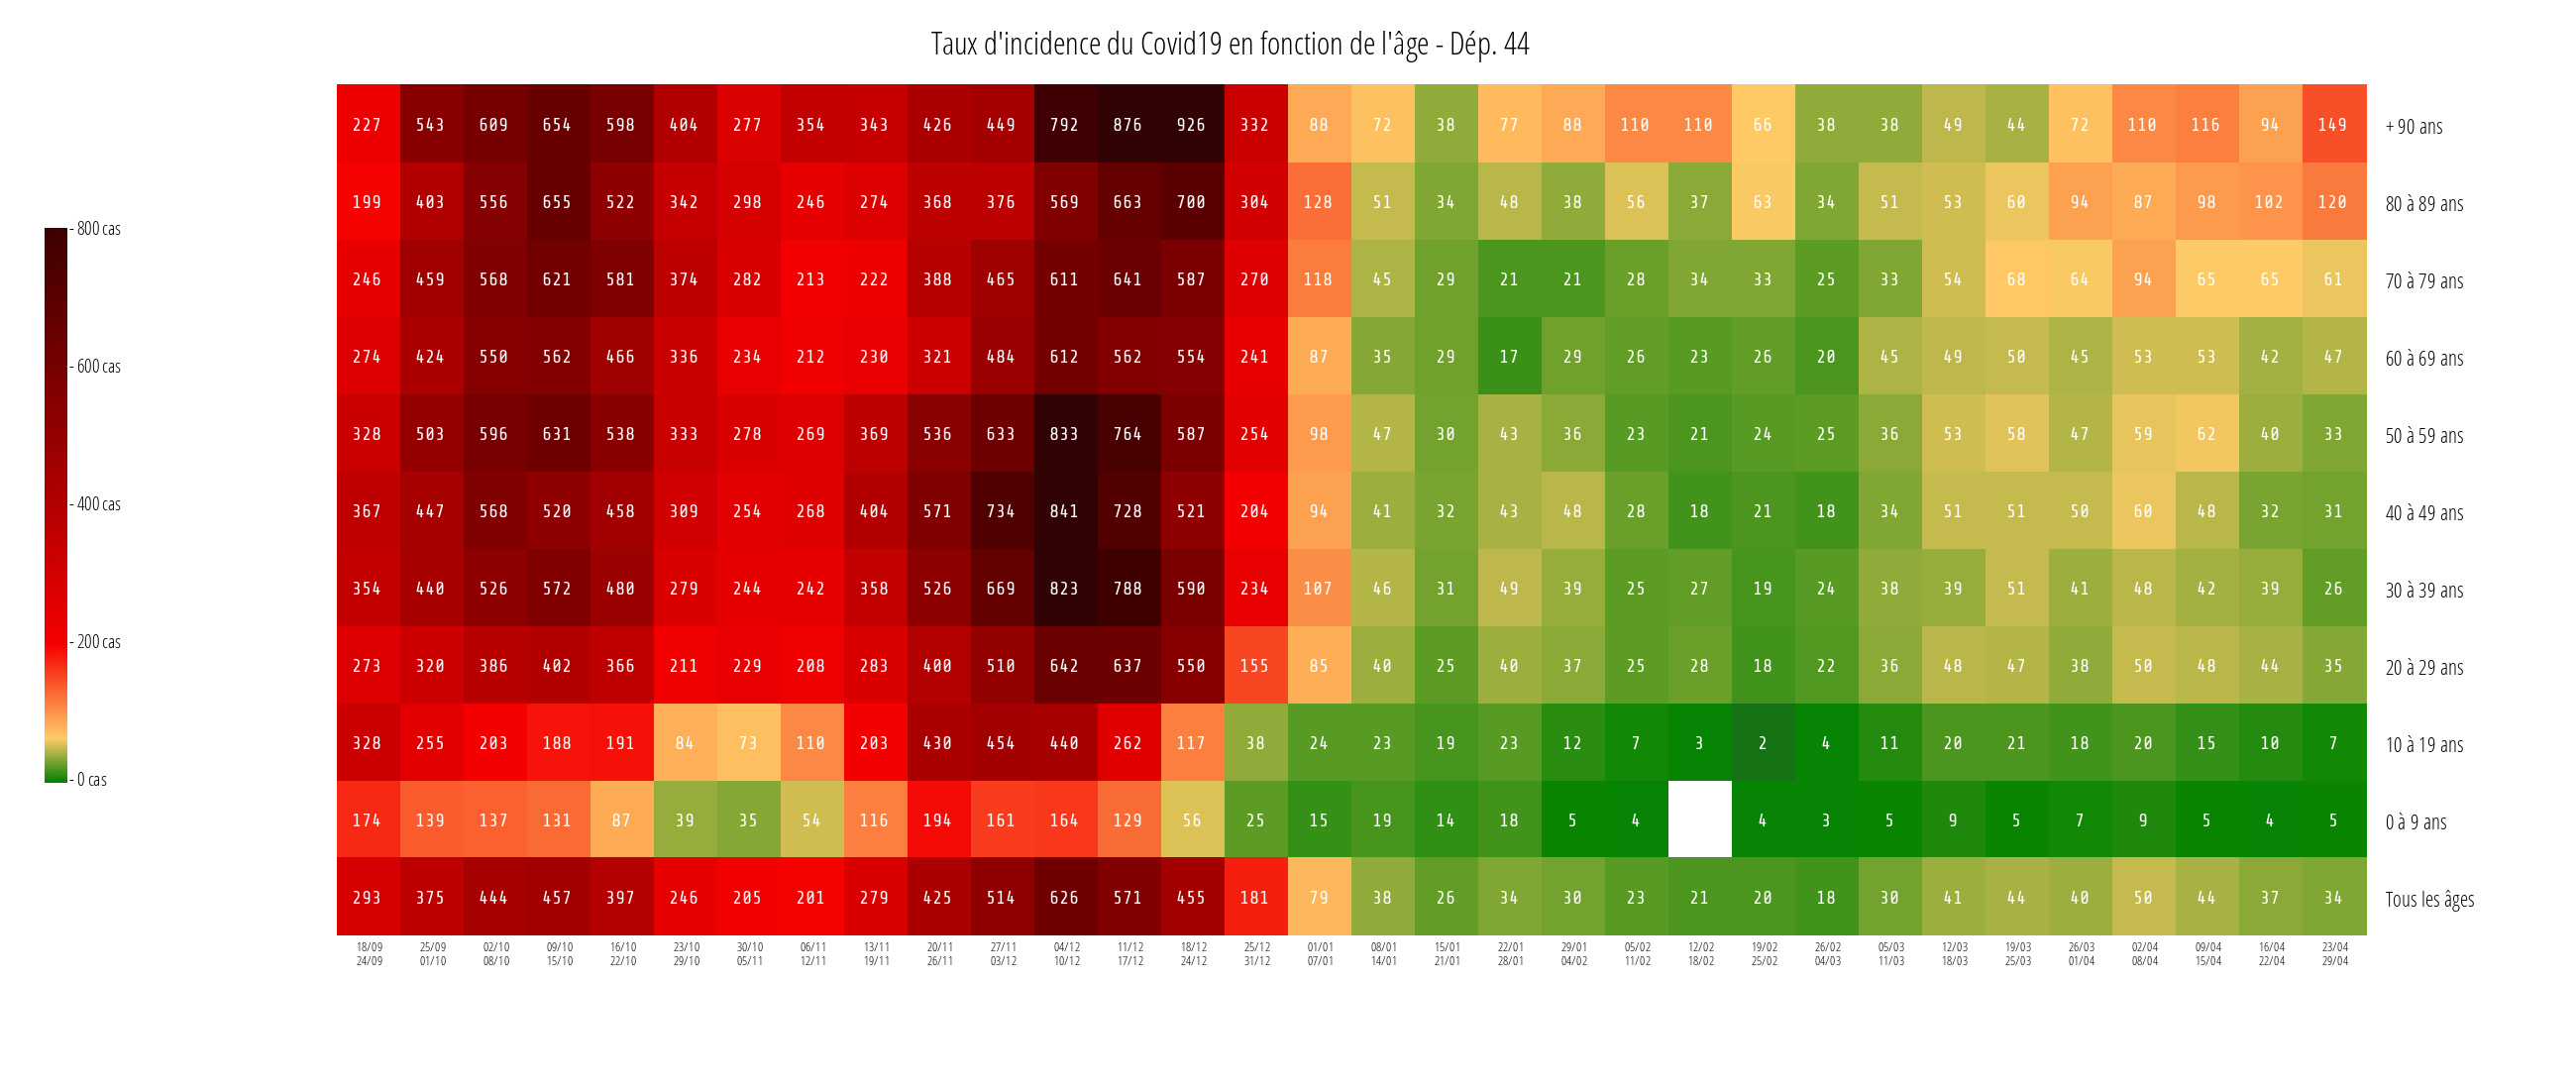 Taux d'incidence du Covid19 en fonction de l'âge - Dép. 44
- 800 cas
- 600 cas
- 400 cas
- 200 cas
- 0 cas
227 543 609 654 598 404 277 354 343 426 449 792 876 926 332 88 72 38 77 88 110 110 66 38 38 49 44 72 110 116 94 149 + 90 ans
199 403 556 655 522 342 298 246 274 368 376 569 663 700 304 128 51 34 48 38 56 37 63 34 51 53 60 94 87 98 102 120 80 à 89 ans
246 459 568 621 581 374 282 213 222 388 465 611 641 587 270 118 45 29 21 21 28 34 33 25 33 54 68 64 94 65 65 61 70 à 79 ans
274 424 550 562 466 336 234 212 230 321 484 612 562 554 241 87 35 29 17 29 26 23 26 20 45 49 50 45 53 53 42 47 60 à 69 ans
328 503 596 631 538 333 278 269 369 536 633 833 764 587 254 98 47 30 43 36 23 21 24 25 36 53 58 47 59 62 40 33 50 à 59 ans
367 447 568 520 458 309 254 268 404 571 734 841 728 521 204 94 41 32 43 48 28 18 21 18 34 51 51 50 60 48 32 31 40 à 49 ans
354 440 526 572 480 279 244 242 358 526 669 823 788 590 234 107 46 31 49 39 25 27 19 24 38 39 51 41 48 42 39 26 30 à 39 ans
273 320 386 402 366 211 229 208 283 400 510 642 637 550 155 85 40 25 40 37 25 28 18 22 36 48 47 38 50 48 44 35 20 à 29 ans
328 255 203 188 191 84 73 110 203 430 454 440 262 117 38 24 23 19 23 12 7 3 2 4 11 20 21 18 20 15 10 7 10 à 19 ans
174 139 137 131 87 39 35 54 116 194 161 164 129 56 25 15 19 14 18 5 4 4 3 5 9 5 7 9 5 4 5 0 à 9 ans
293 375 444 457 397 246 205 201 279 425 514 626 571 455 181 79 38 26 34 30 23 21 20 18 30 41 44 40 50 44 37 34 Tous les âges
18/09 25/09 02/10 09/10 16/10 23/10 30/10 06/11 13/11 20/11 27/11 04/12 11/12 18/12 25/12 01/01 08/01 15/01 22/01 29/01 05/02 12/02 19/02 26/02 05/03 12/03 19/03 26/03 02/04 09/04 16/04 23/04
24/09 01/10 08/10 15/10 22/10 29/10 05/11 12/11 19/11 26/11 03/12 10/12 17/12 24/12 31/12 07/01 14/01 21/01 28/01 04/02 11/02 18/02 25/02 04/03 11/03 18/03 25/03 01/04 08/04 15/04 22/04 29/04